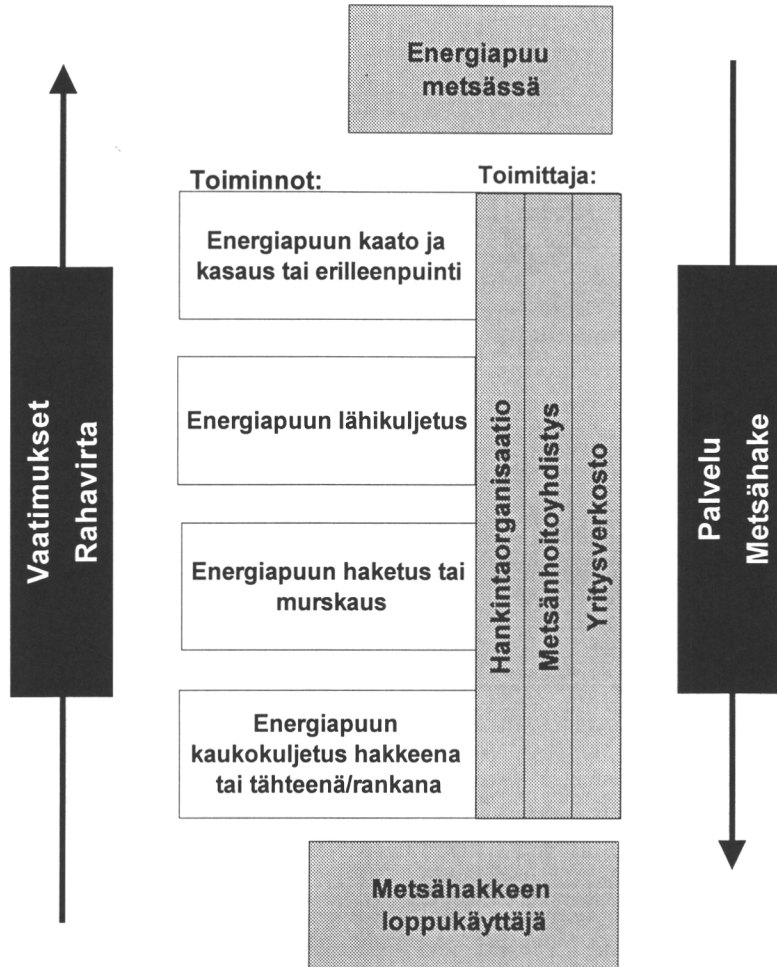 Energiapuu
metsässä
Toiminnot:
Toimittaja:
Energiapuun kaato ja
kasaus tai erilleenpuinti
Energiapuun lähikuljetus
Energiapuun haketus tai
murskaus
Energiapuun
kaukokuljetus hakkeena
tai tähteenä/rankana
Hankintaorganisaatio
Metsänhoitoyhdistys
Yritysverkosto
Vaatimukset
Rahavirta
Palvelu
Metsähake
Metsähakkeen
loppukäyttäjä